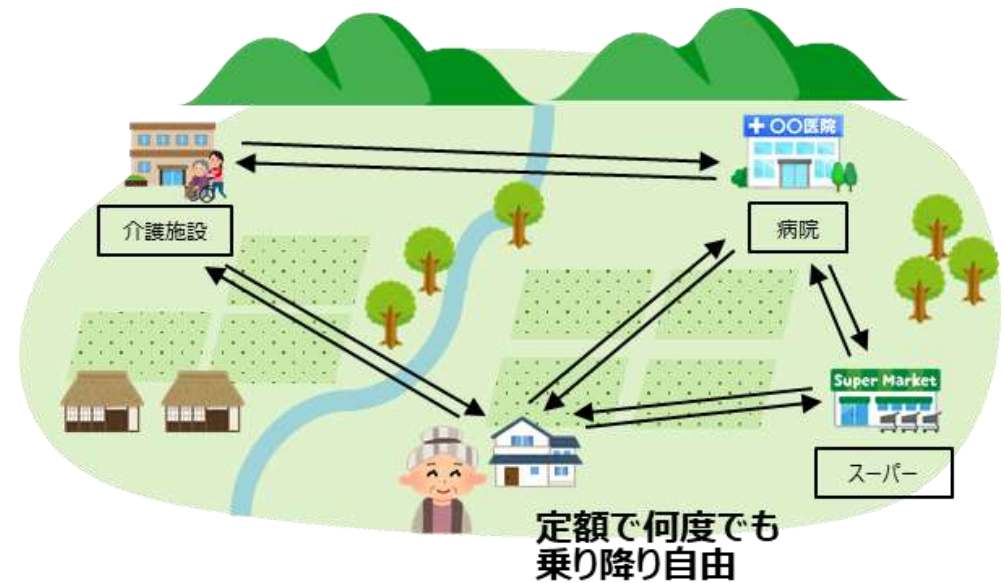 + 〇〇医院
介護施設
病院
Super Market
スーパー
定額で何度でも
乗り降り自由